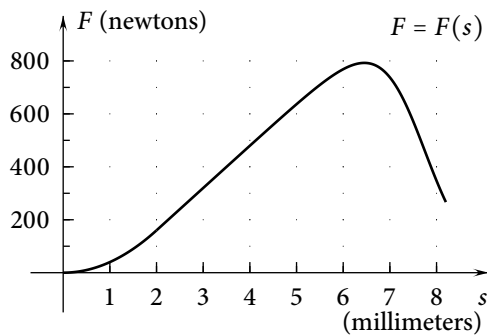 F (newtons)
F = F(s)
800
600
400
200
1 2 3 4 5 6 7 8 s
(millimeters)